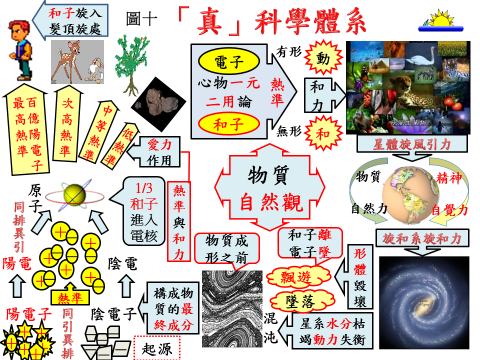 圖十
「真」科學體系
和子旋入
髮頂旋處
電子
心物一元
二用論
和子
有形
熱準
無形
動
和力
和
最高熱準
百億陽電子
次高熱準
中等熱準
低熱準
愛力
作用
星體旋風引力
物質
自然觀
物質
精神
自然力
自覺力
原子
1/3
和子
進入
電核
熱準與和力
同排異引
陽電
陰電
物質成
形之前
和子離
電子墜
旋和系旋和力
飄遊
墜落
形體毀壞
熱準
陽電子
同引異排
陰電子
構成物
質的最
終成分
起源
混沌
星系水分枯
竭動力失衡